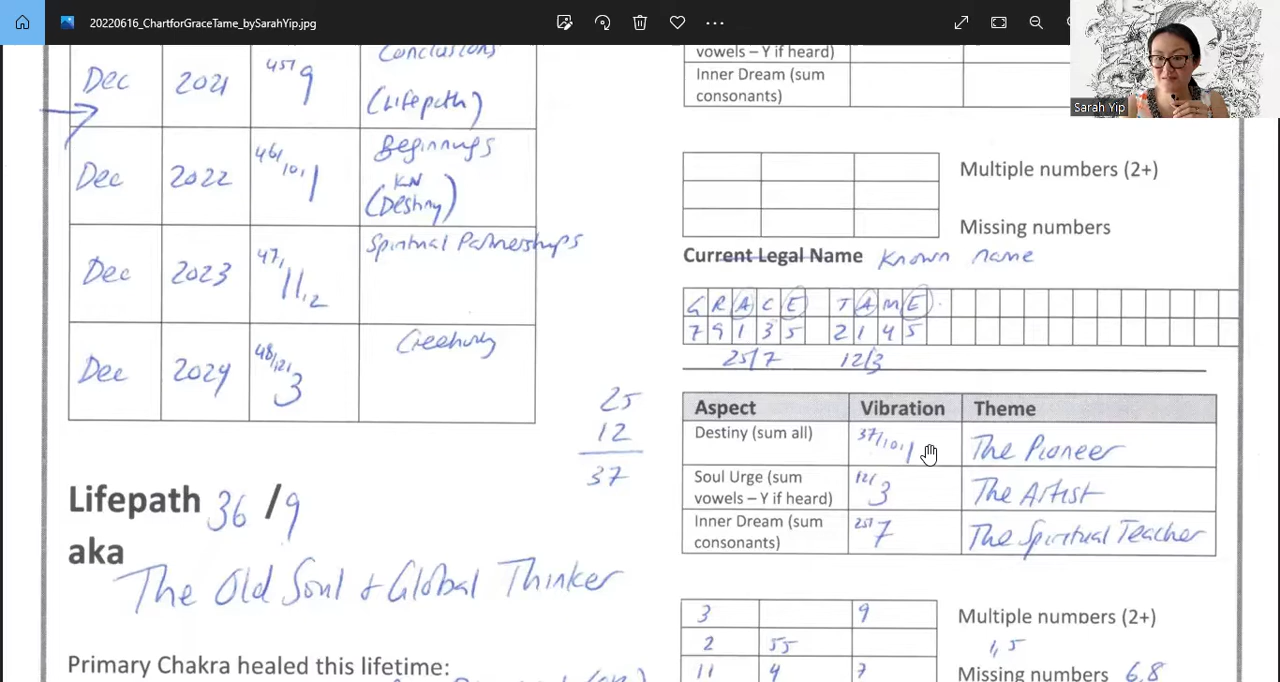 20220616_ChartforGraceTame_bySarahYip.jpg
Sarah Yip
Conclusions
Dec 2021 45/9 (Lifepath)
Beginnings
Dec 2022 46/10/1 KN
(Destiny)
Spiritual Partnerships
Dec 2023 47/11/2
Dec 2024 48/12/3 Creativity
25
12
37
Lifepath 36/9
aka
The Old Soul + Global Thinker
Primary Chakra healed this lifetime:
vowels – Y if heard)
Inner Dream (sum
consonants)
Multiple numbers (2+)
Missing numbers
Current Legal Name Known name
G R A C E T A M E
7 9 1 3 5 2 1 4 5
25/7 12/3
Aspect Vibration Theme
Destiny (sum all) 37/10/1 The Pioneer
Soul Urge (sum
vowels – Y if heard) 12/3 The Artist
Inner Dream (sum
consonants) 25/7 The Spiritual Teacher
3 9 Multiple numbers (2+)
2 55 1,5
11 4 7 Missing numbers 6,8